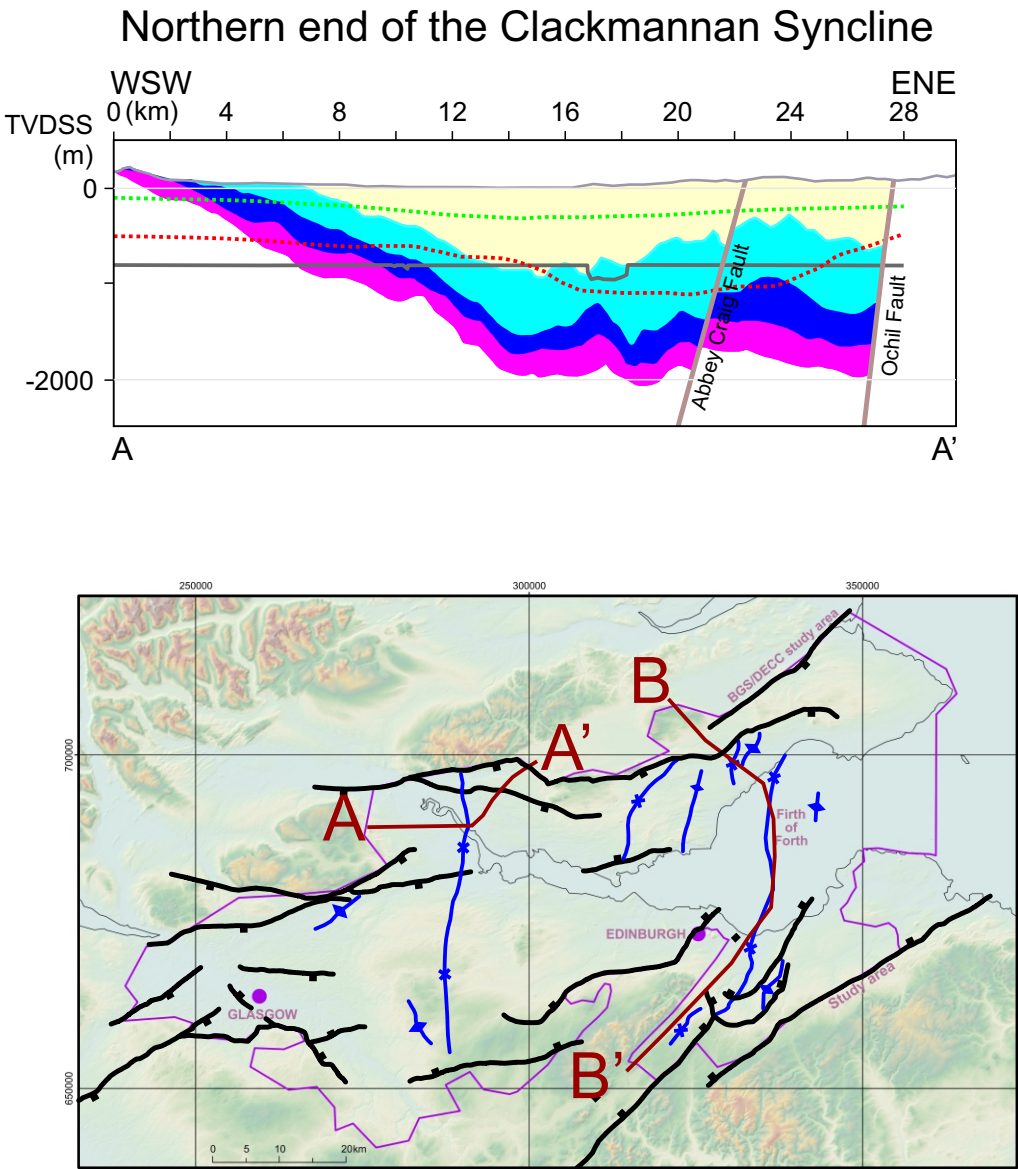 Northern end of the Clackmannan Syncline
WSW
ENE
0 (km) 4 8 12 16 20 24 28
TVDSS
(m)
0
-2000
Abbey Craig Fault
Ochil Fault
A
A’
250000 300000 350000
BGS/DECC study area
B
700000
A’
A
Firth
of
Forth
EDINBURGH
Study area
GLASGOW
B’
650000
0 5 10 20km